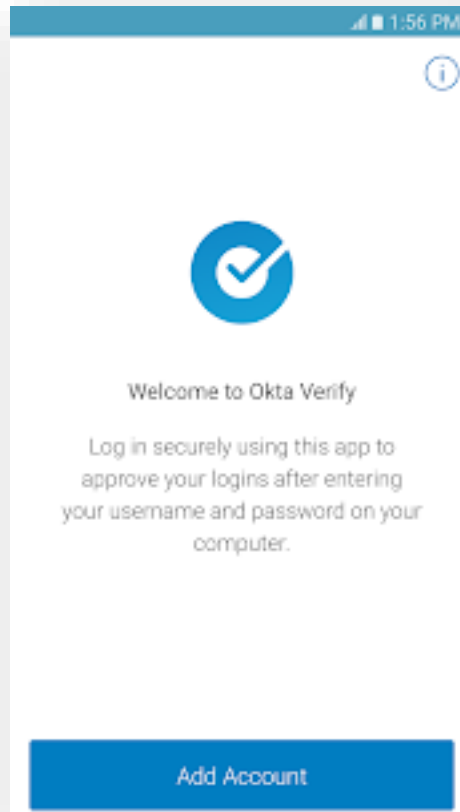 1:56 PM
i
Welcome to Okta Verify
Log in securely using this app to
approve your logins after entering
your username and password on your
computer.
Add Account